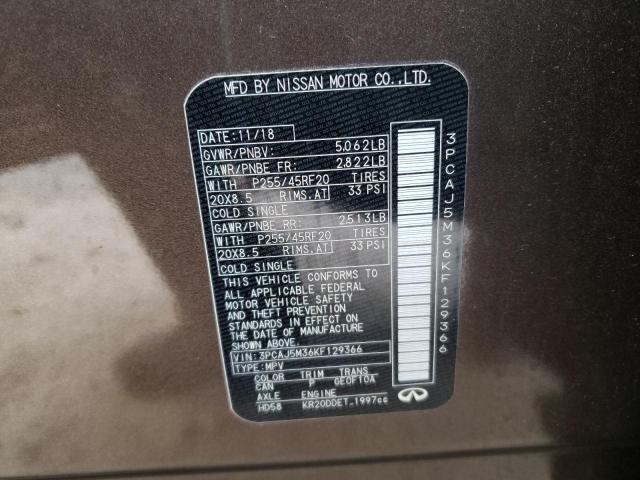 MFD BY NISSAN MOTOR CO.,LTD.
DATE:11/18
GVWR/PNBV: 5,062LB
GAWR/PNBE FR: 2,822LB
WITH P255/45RF20 TIRES
20X8.5 RIMS.AT 33 PSI
COLD SINGLE
GAWR/PNBE RR: 2513LB
WITH P255/45RF20 TIRES
20X8.5 RIMS.AT 33 PSI
COLD SINGLE
THIS VEHICLE CONFORMS TO
ALL APPLICABLE FEDERAL
MOTOR VEHICLE SAFETY
AND THEFT PREVENTION
STANDARDS IN EFFECT ON
THE DATE OF MANUFACTURE
SHOWN ABOVE.
VIN: 3PCAJ5M36KF129366
TYPE:MPV
COLOR TRIM TRANS
CAN P GEOF10A
AXLE ENGINE
HD58 KR20DDET_1997cc
3PCAJ5M36KF129366